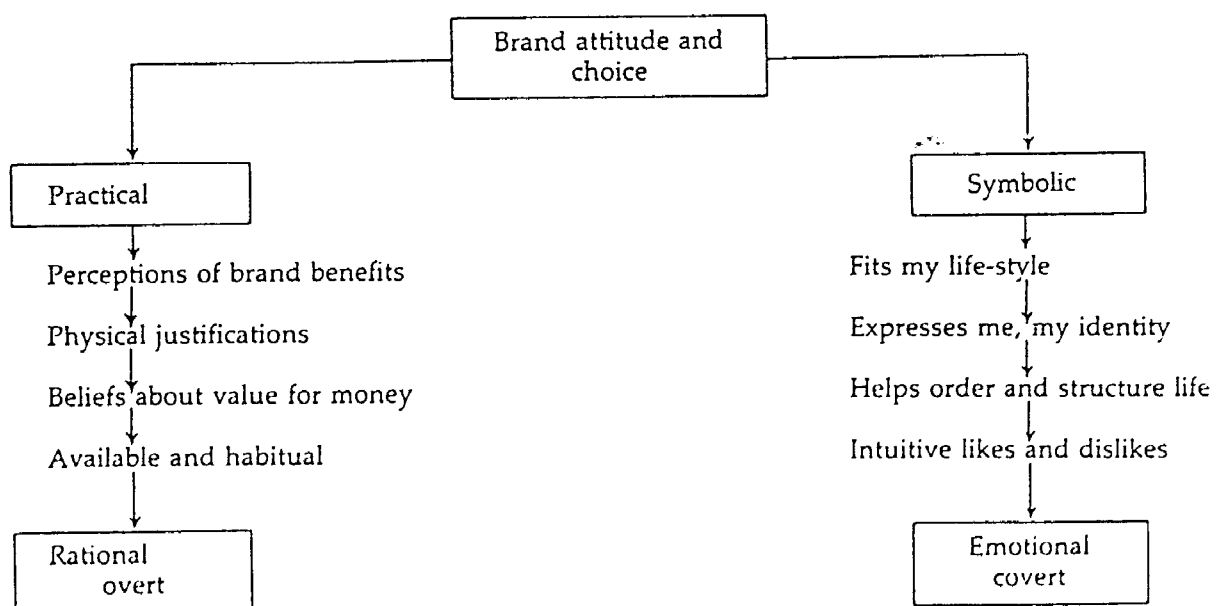 Brand attitude and
choice
Practical
Perceptions of brand benefits
Physical justifications
Beliefs about value for money
Available and habitual
Rational
overt
Symbolic
Fits my life-style
Expresses me, my identity
Helps order and structure life
Intuitive likes and dislikes
Emotional
covert